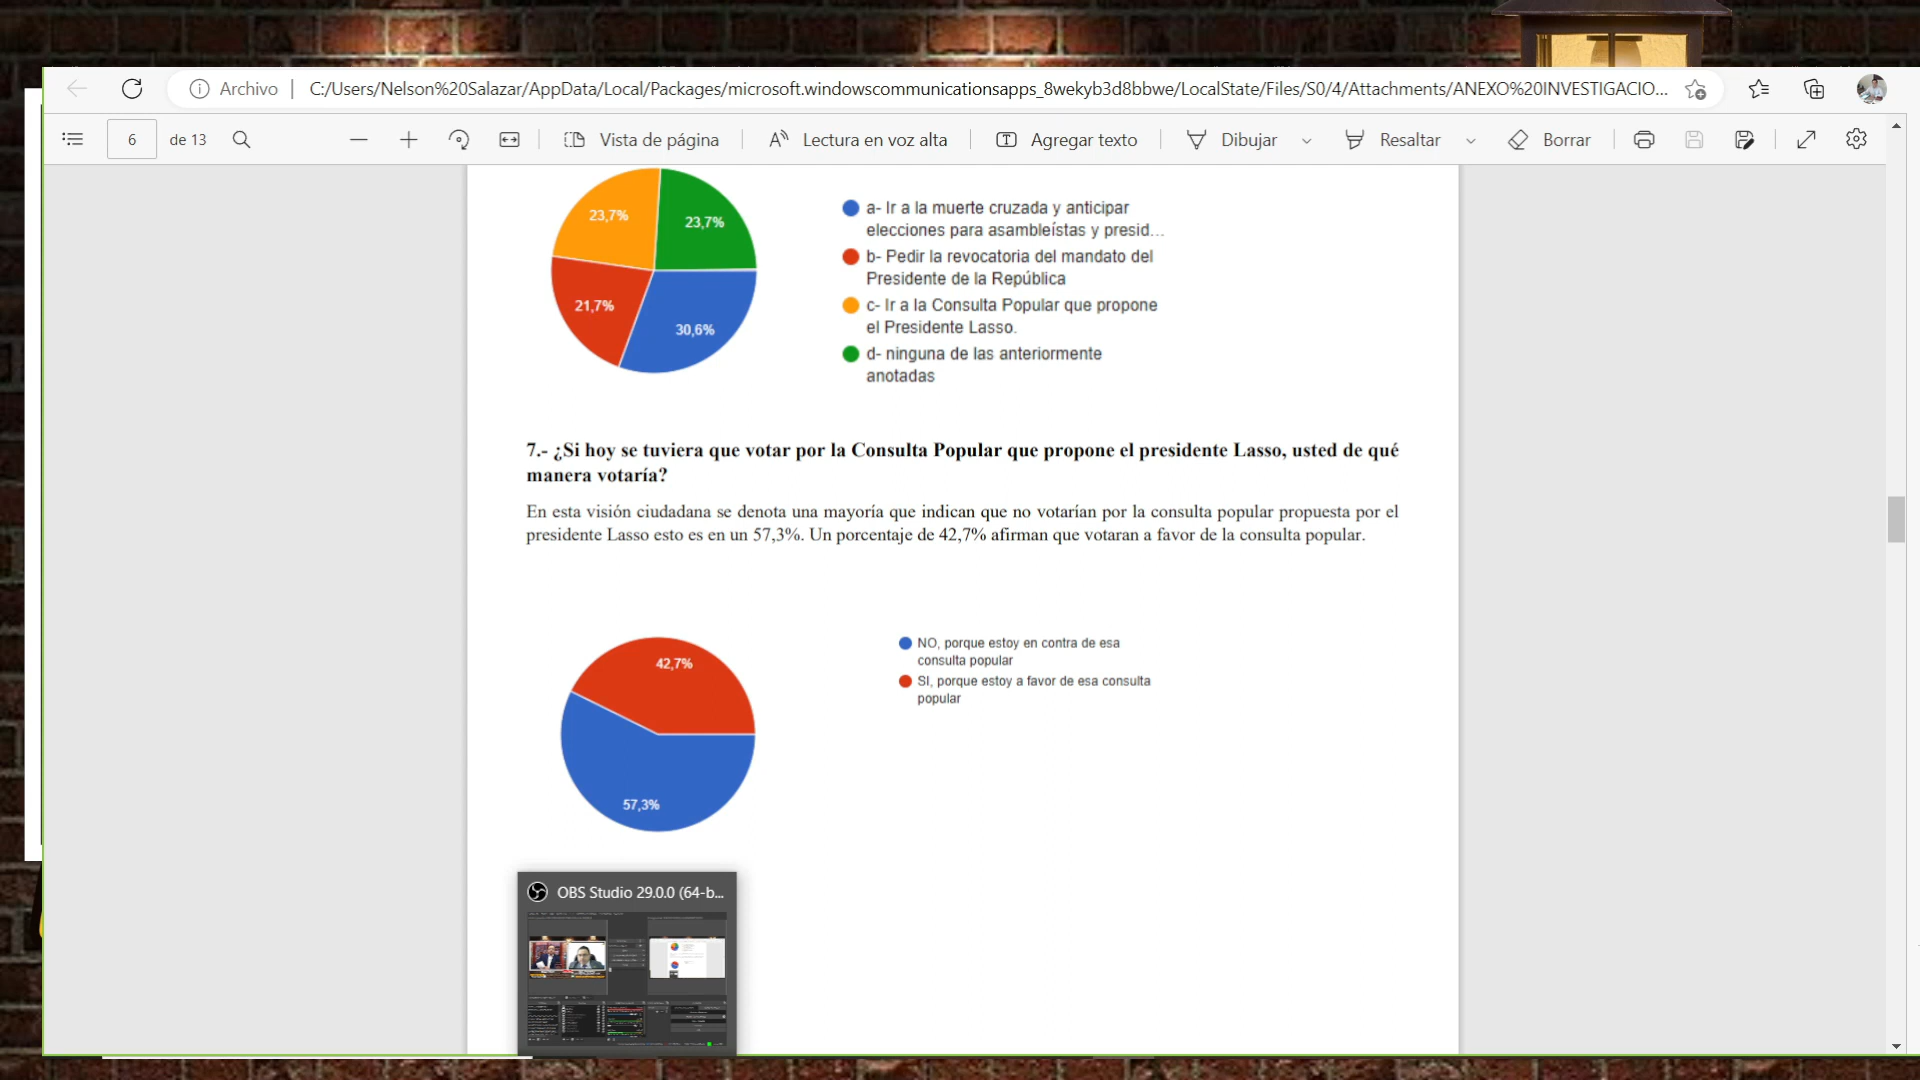 Archivo
C:/Users/Nelson%20Salazar/AppData/Local/Packages/microsoft.windowscommunicationsapps_8wekyb3d8bbwe/LocalState/Files/S0/4/Attachments/ANEXO%20INVESTIGACIO...
6 de 13
Vista de página
Lectura en voz alta
Agregar texto
Dibujar
Resaltar
Borrar
23,7%
23,7%
21,7%
30,6%
a- Ir a la muerte cruzada y anticipar
elecciones para asambleístas y presid...
b- Pedir la revocatoria del mandato del
Presidente de la República
c- Ir a la Consulta Popular que propone
el Presidente Lasso.
d- ninguna de las anteriormente
anotadas
7.- ¿Si hoy se tuviera que votar por la Consulta Popular que propone el presidente Lasso, usted de qué
manera votaría?
En esta visión ciudadana se denota una mayoría que indican que no votarían por la consulta popular propuesta por el
presidente Lasso esto es en un 57,3%. Un porcentaje de 42,7% afirman que votaran a favor de la consulta popular.
42,7%
57,3%
NO, porque estoy en contra de esa
consulta popular
SI, porque estoy a favor de esa consulta
popular
OBS Studio 29.0.0 (64-b...